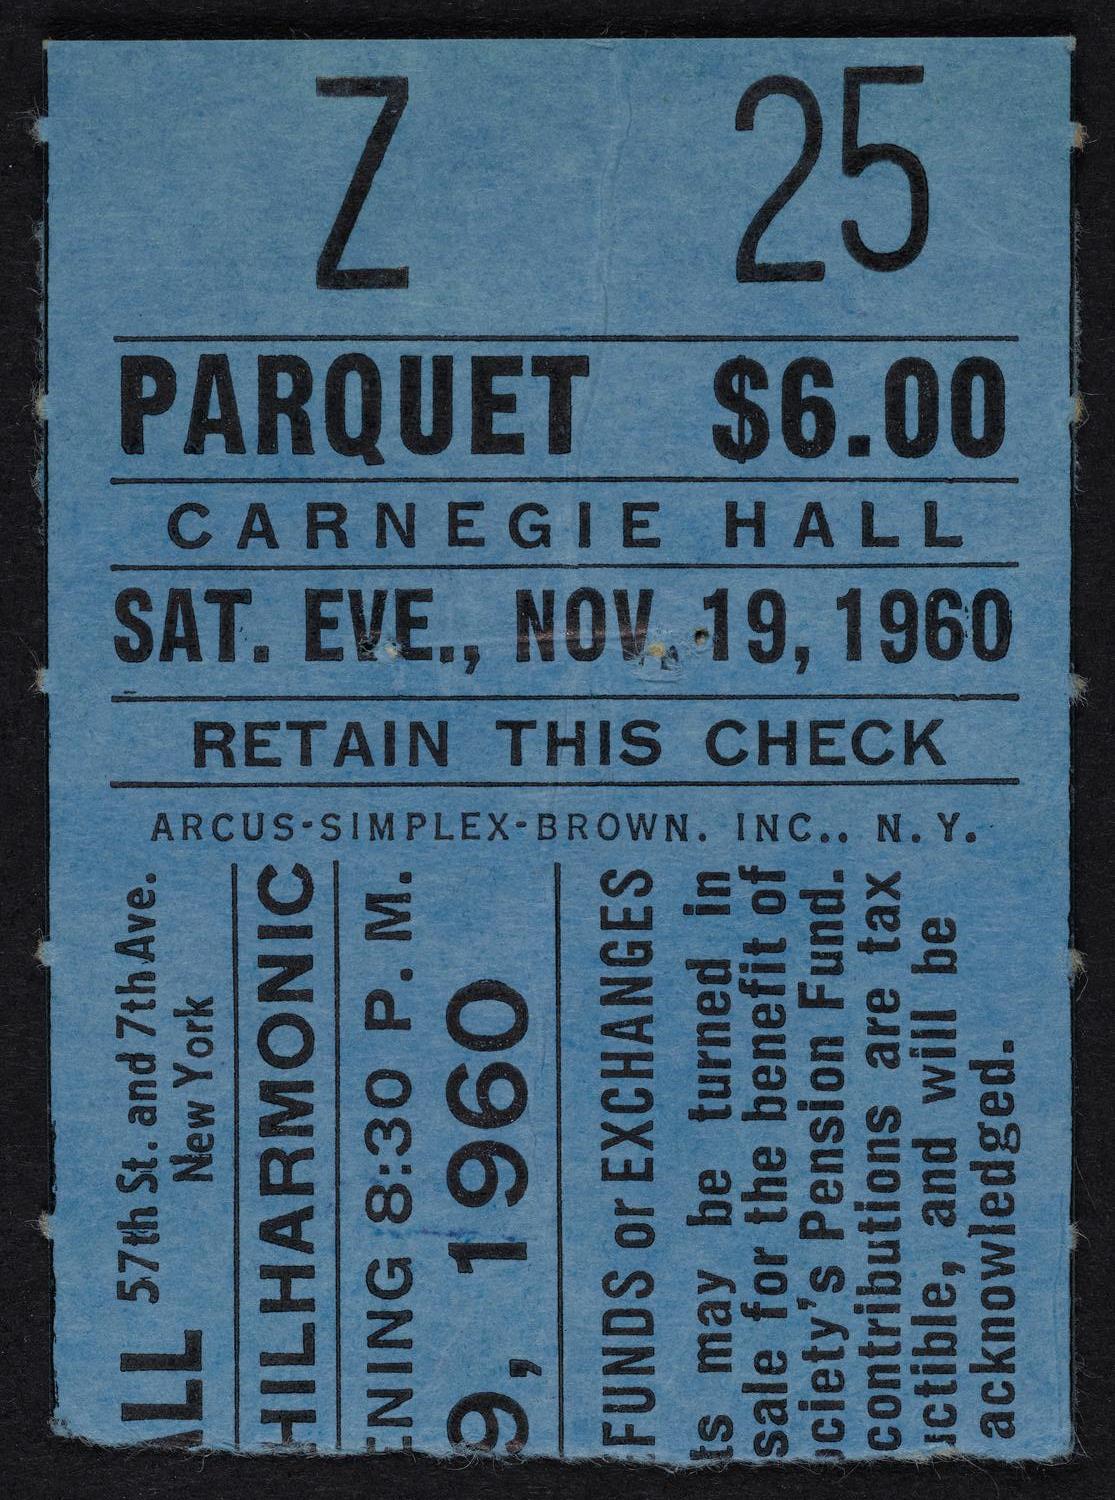 Z 25
PARQUET $6.00
CARNEGIE HALL
SAT. EVE., NOV. 19, 1960
RETAIN THIS CHECK
ARCUS-SIMPLEX-BROWN. INC.. N.Y.
ALL 57th St. and 7th Ave.
New York
HILHARMONIC
ENING 8:30 P.M.
9, 1960
FUNDS or EXCHANGES
ts may be turned in
sale for the benefit of
ciety's Pension Fund.
contributions are tax
ctible, and will be
acknowledged.